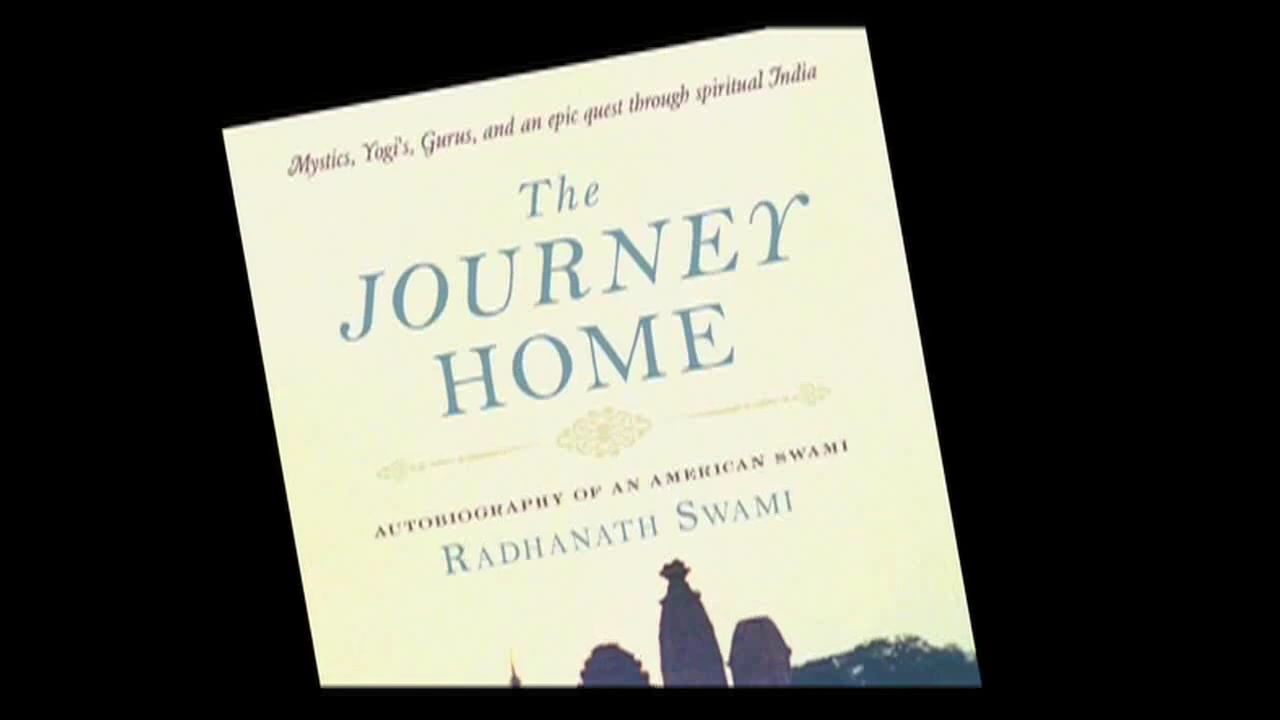 Mystics, Yogi's, Gurus, and an epic quest through spiritual India
The
JOURNEY
HOME
AUTOBIOGRAPHY OF AN AMERICAN SWAMI
RADHANATH SWAMI